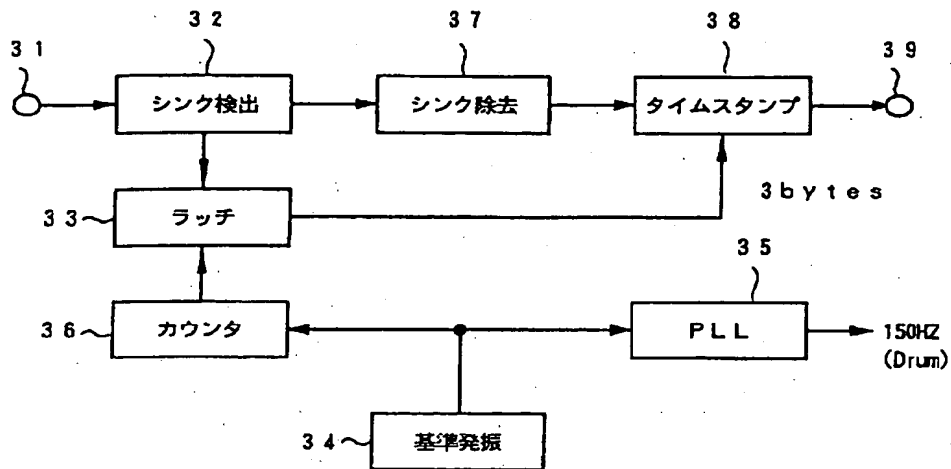 31
32
37
38
39
シンク検出
シンク除去
タイムスタンプ
33
ラッチ
3bytes
35
36
カウンタ
PLL
150HZ
(Drum)
34
基準発振